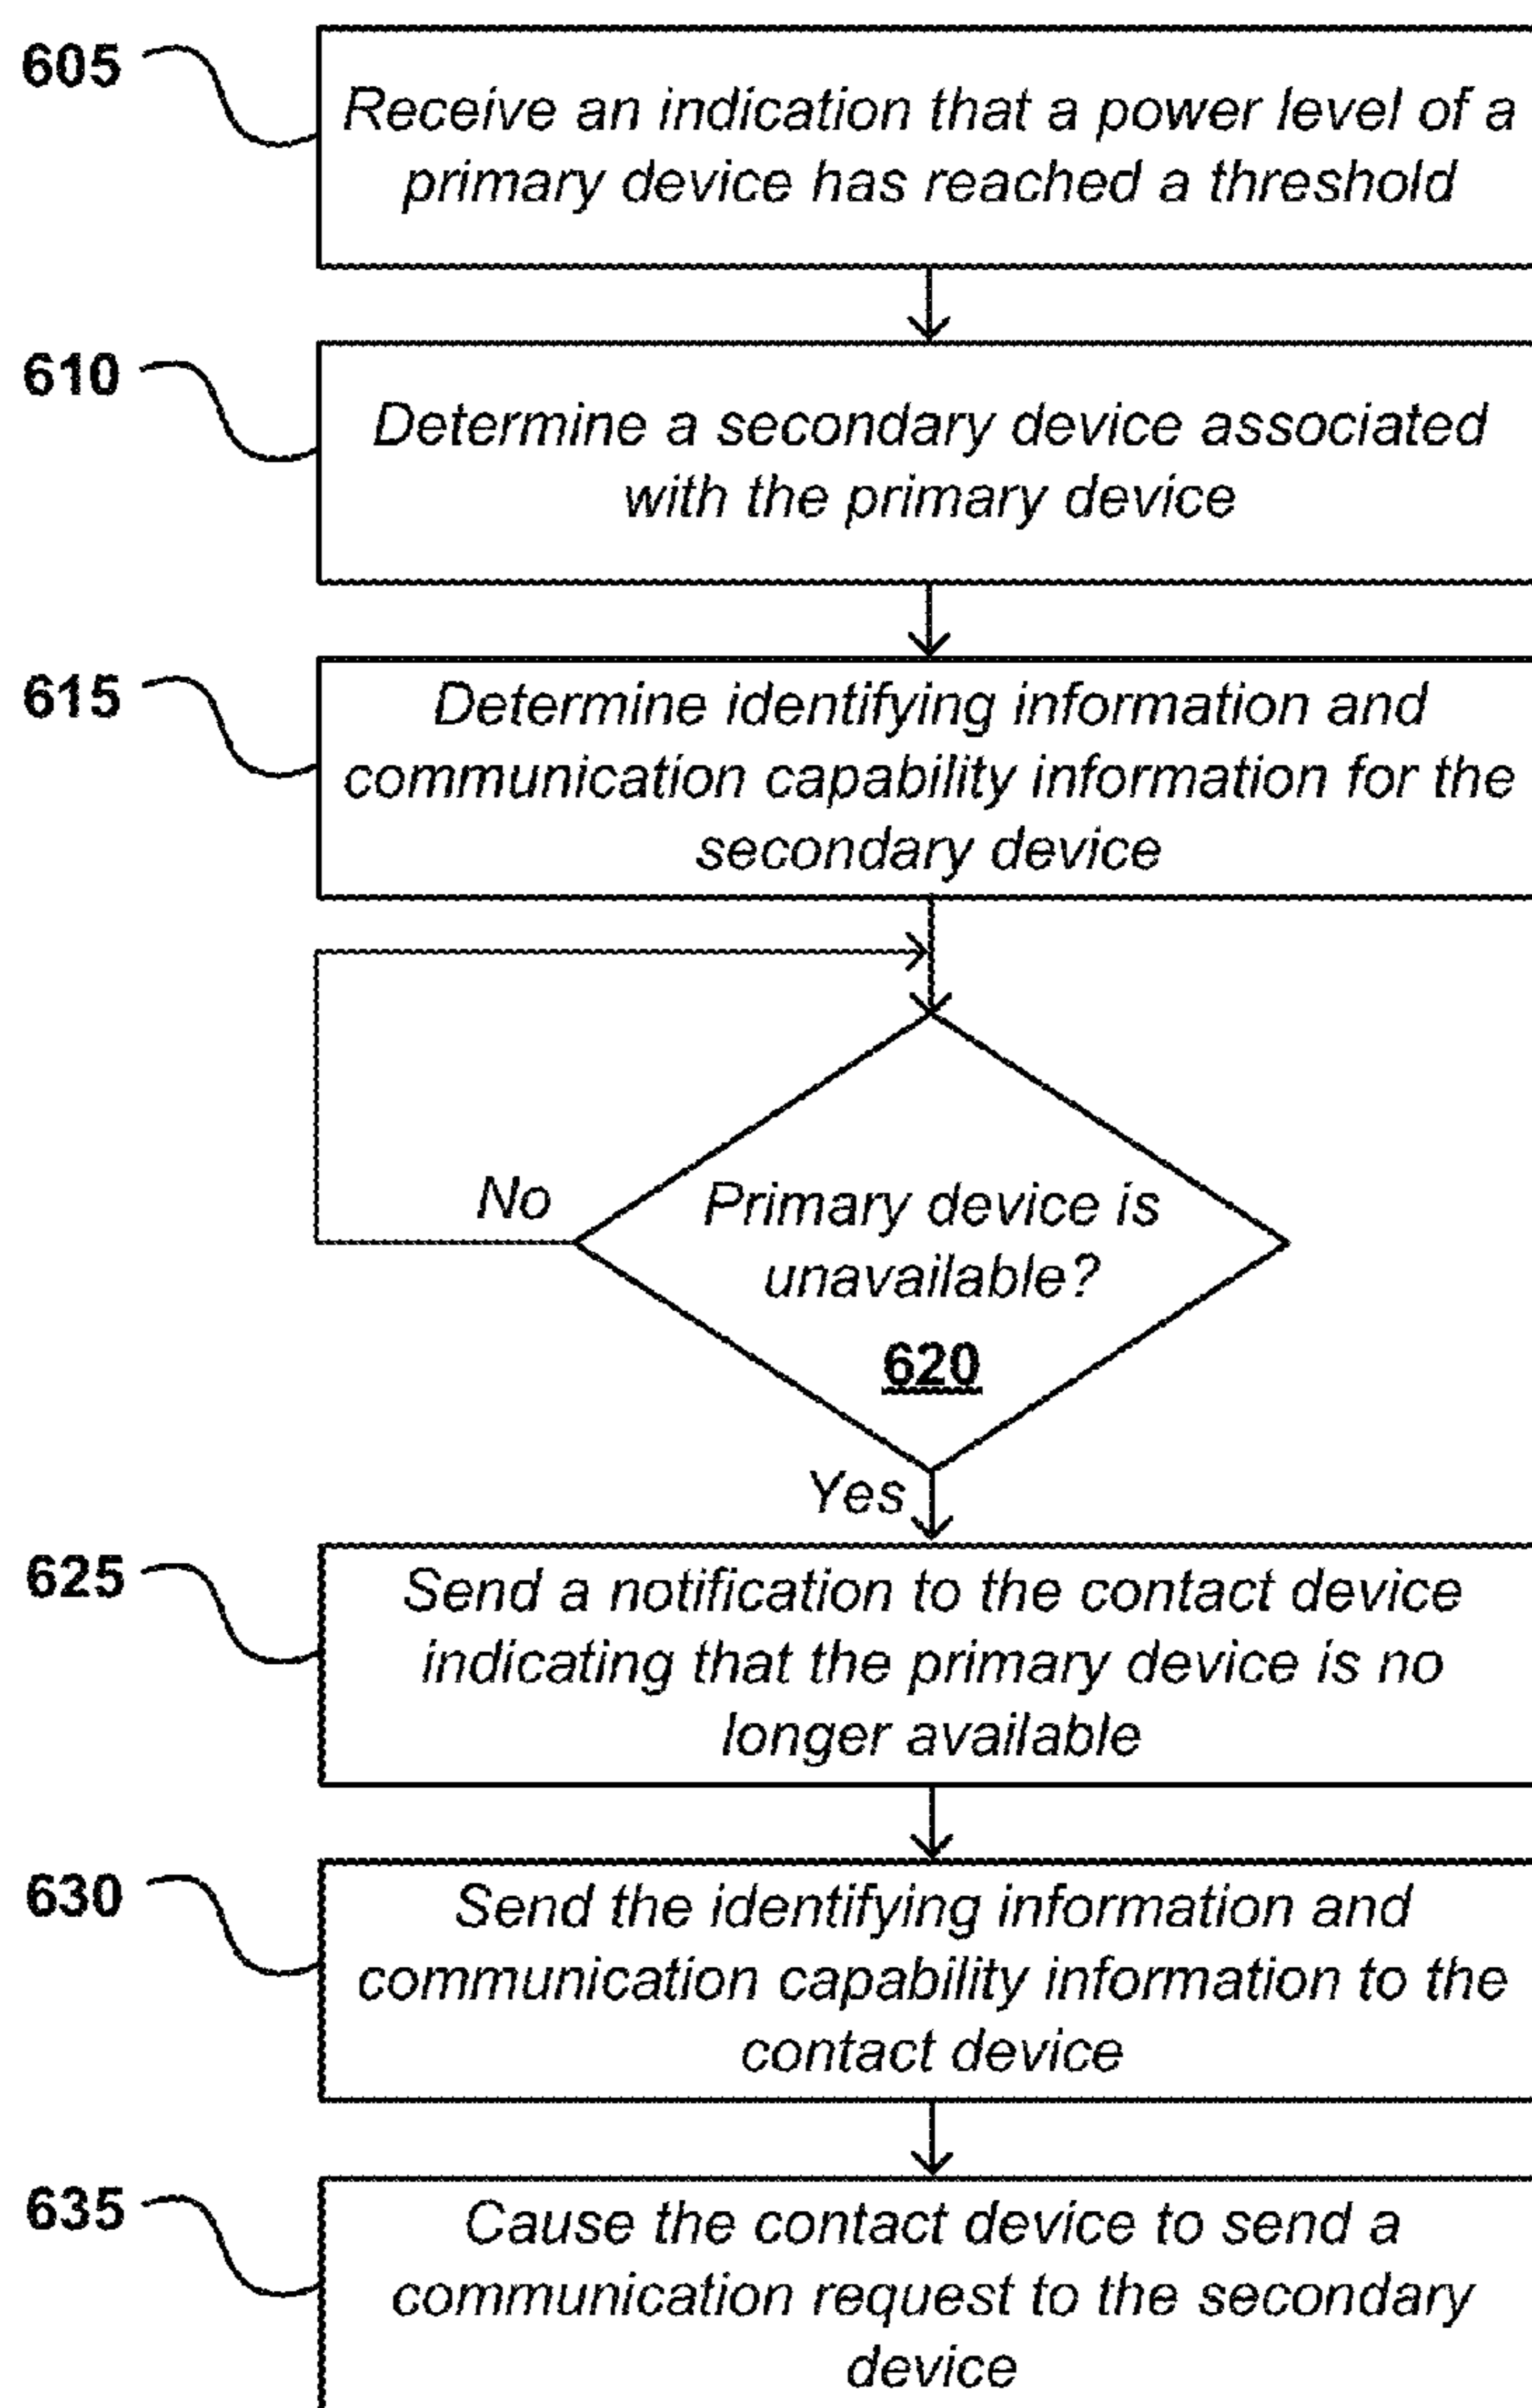 605
Receive an indication that a power level of a
primary device has reached a threshold
610
Determine a secondary device associated
with the primary device
615
Determine identifying information and
communication capability information for the
secondary device
No
Primary device is
unavailable?
620
Yes
625
Send a notification to the contact device
indicating that the primary device is no
longer available
630
Send the identifying information and
communication capability information to the
contact device
635
Cause the contact device to send a
communication request to the secondary
device